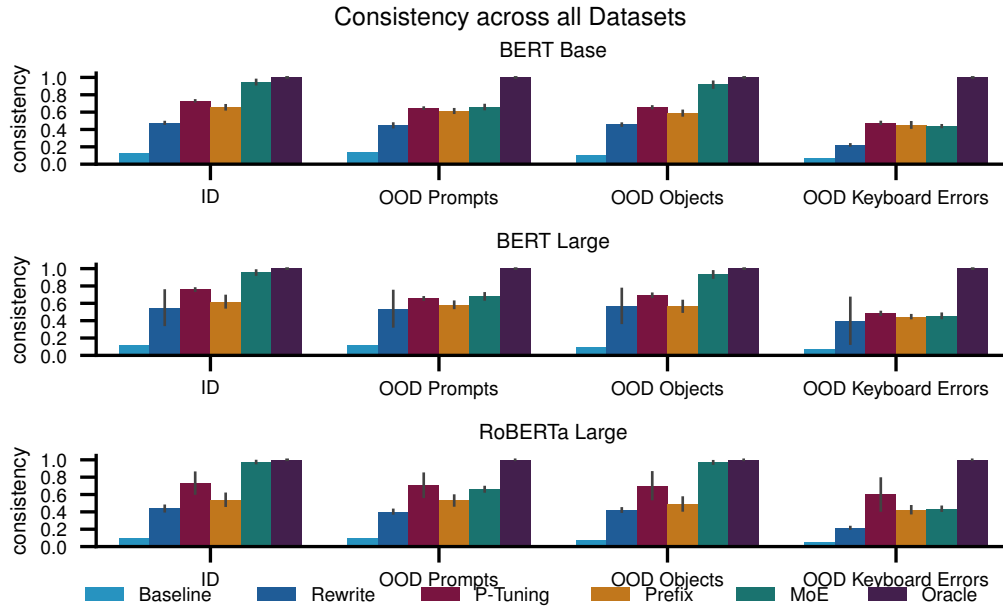 Consistency across all Datasets
BERT Base
consistency
1.0
0.8
0.6
0.4
0.2
0.0
ID OOD Prompts OOD Objects OOD Keyboard Errors
BERT Large
consistency
1.0
0.8
0.6
0.4
0.2
0.0
ID OOD Prompts OOD Objects OOD Keyboard Errors
RoBERTa Large
consistency
1.0
0.8
0.6
0.4
0.2
0.0
ID OOD Prompts OOD Objects OOD Keyboard Errors
Baseline Rewrite P-Tuning Prefix MoE Oracle